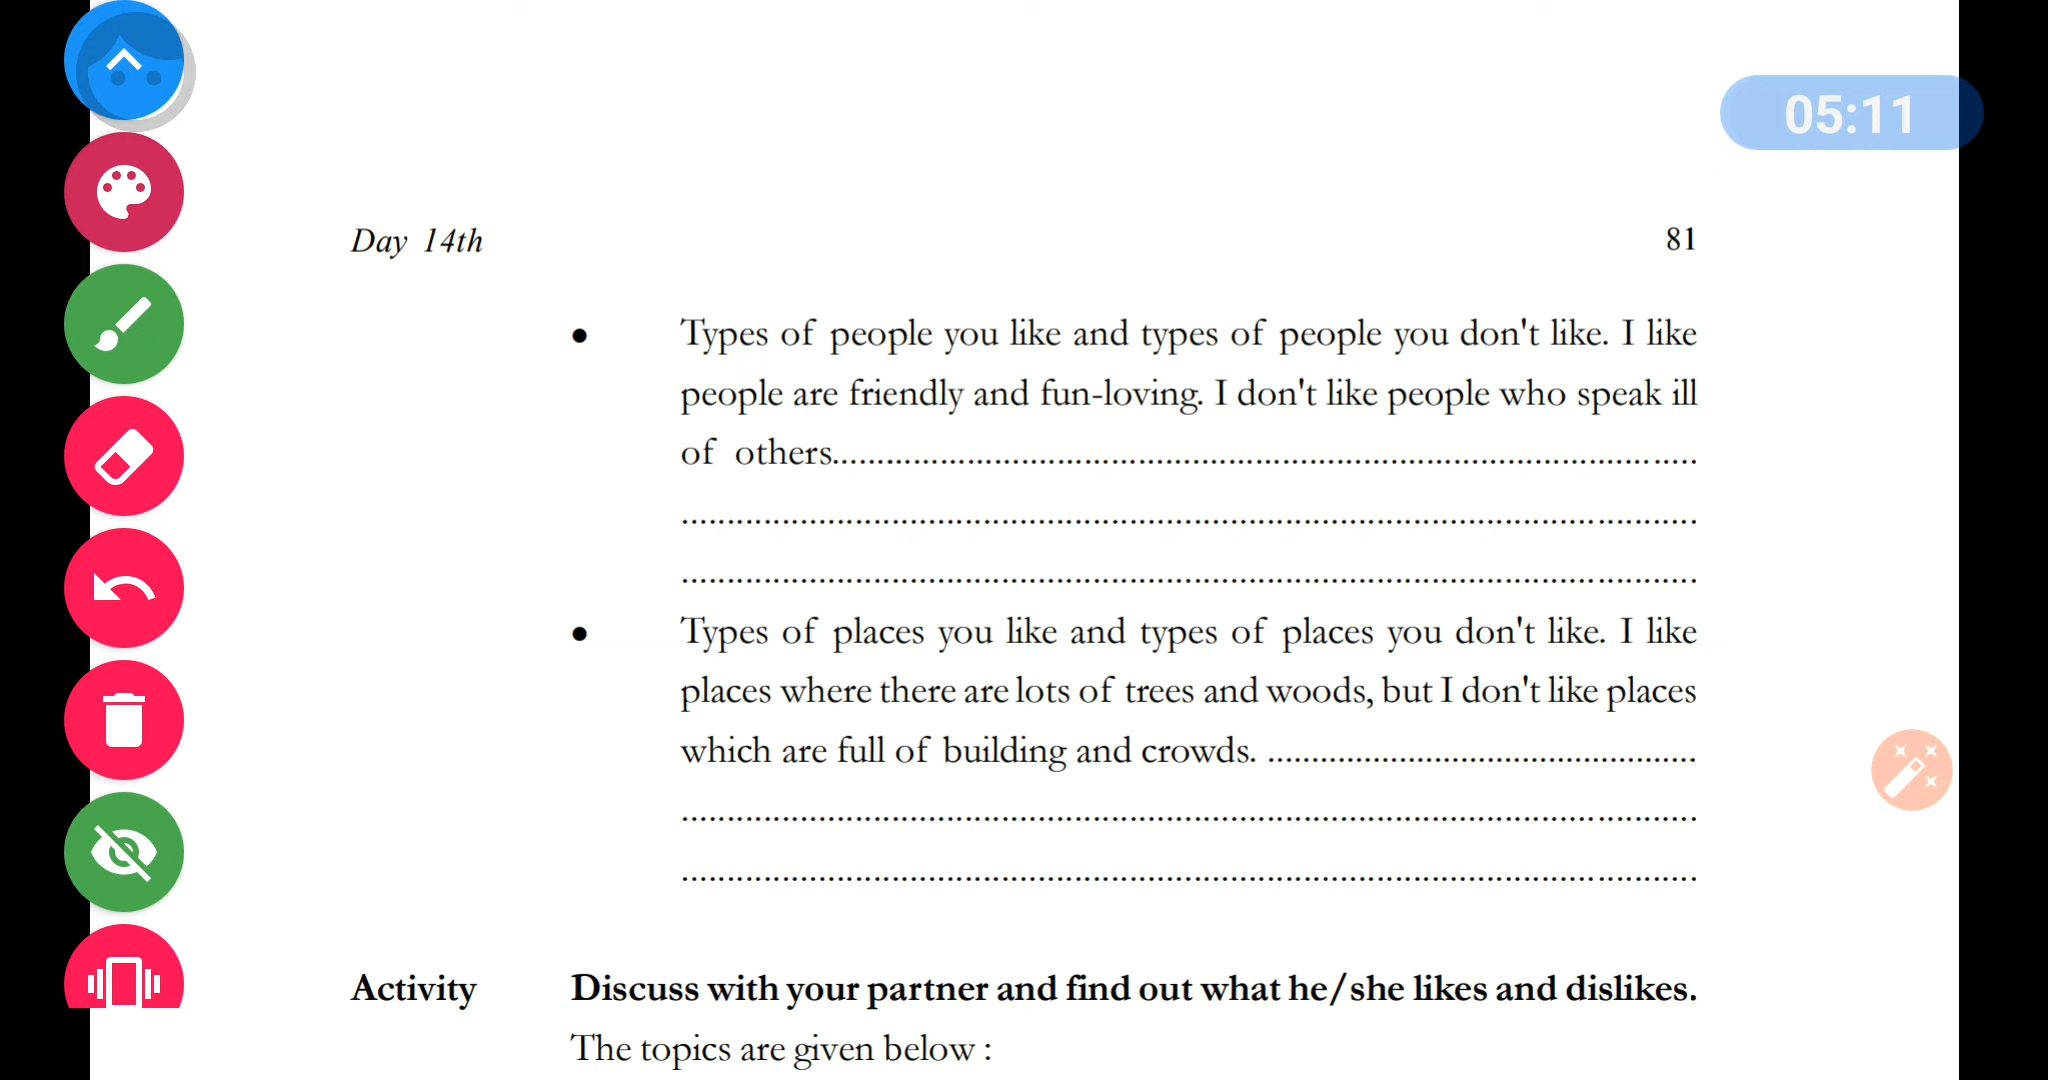 05:11
Day 14th 81
• Types of people you like and types of people you don't like. I like
people are friendly and fun-loving. I don't like people who speak ill
of others................................................................................................
................................................................................................................
................................................................................................................
• Types of places you like and types of places you don't like. I like
places where there are lots of trees and woods, but I don't like places
which are full of building and crowds. ...............................................
................................................................................................................
................................................................................................................
Activity Discuss with your partner and find out what he/she likes and dislikes.
The topics are given below :